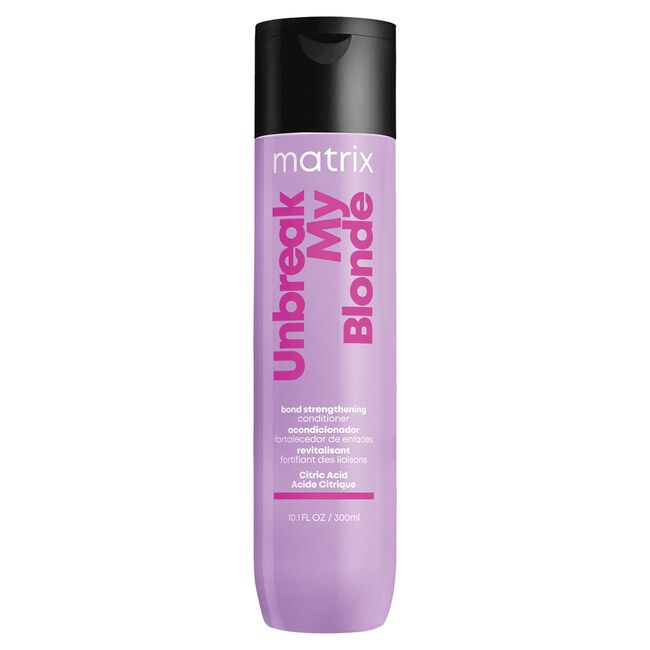 matrix
Unbreak
My
Blonde
bond strengthening
conditioner
acondicionador
fortalecedor de enlaces
revitalisant
fortifiant des liaisons
Citric Acid
Acide Citrique
10.1 FL OZ / 300ml